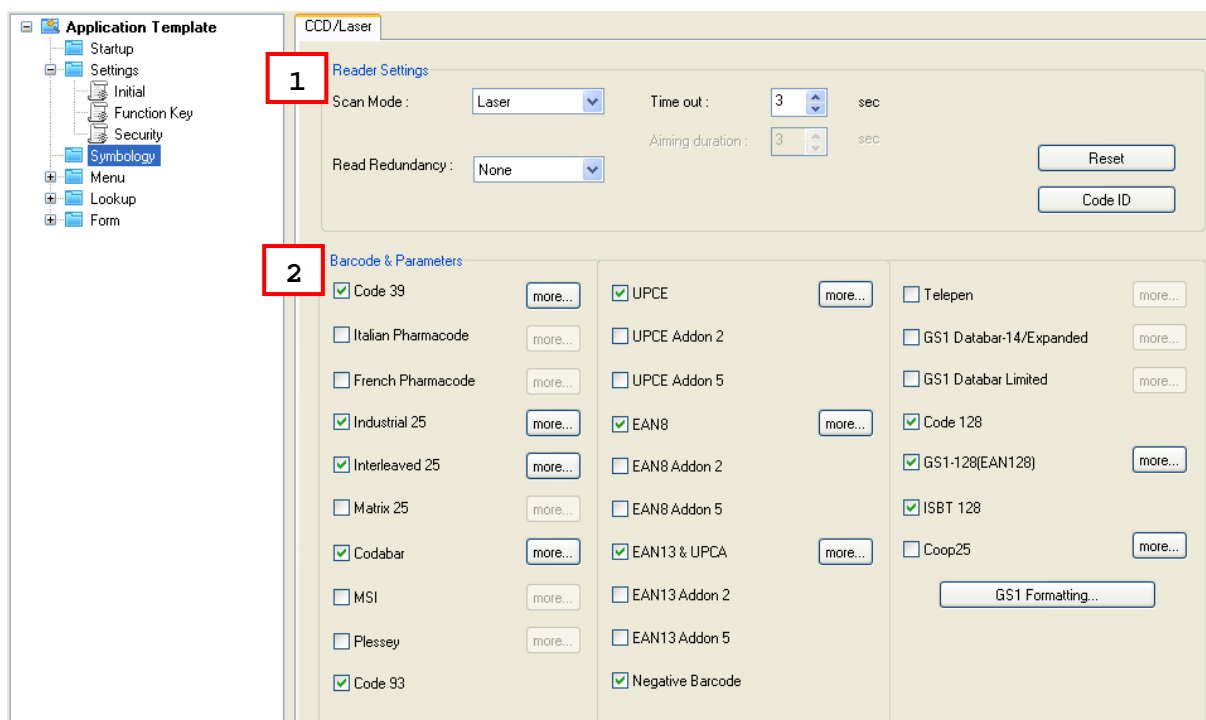 Application Template
Startup
Settings
Initial
Function Key
Security
Symbology
Menu
Lookup
Form
CCD/Laser
1
Reader Settings
Scan Mode : Laser Time out : 3 sec
Aiming duration : 3 sec
Read Redundancy : None
Reset
Code ID
2
Barcode & Parameters
Code 39 more...
Italian Pharmacode more...
French Pharmacode more...
Industrial 25 more...
Interleaved 25 more...
Matrix 25 more...
Codabar more...
MSI more...
Plessey more...
Code 93
UPCE more...
UPCE Addon 2
UPCE Addon 5
EAN8 more...
EAN8 Addon 2
EAN8 Addon 5
EAN13 & UPCA more...
EAN13 Addon 2
EAN13 Addon 5
Negative Barcode
Telepen more...
GS1 Databar-14/Expanded more...
GS1 Databar Limited more...
Code 128
GS1-128(EAN128) more...
ISBT 128
Coop25 more...
GS1 Formatting...